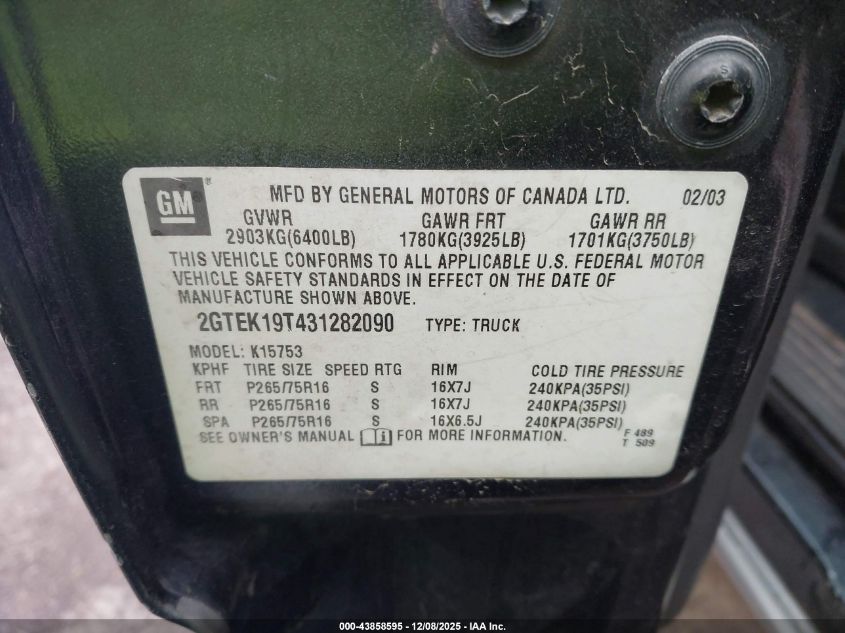 S
GM ® MFD BY GENERAL MOTORS OF CANADA LTD. 02/03
GVWR GAWR FRT GAWR RR
2903KG(6400LB) 1780KG(3925LB) 1701KG(3750LB)
THIS VEHICLE CONFORMS TO ALL APPLICABLE U.S. FEDERAL MOTOR
VEHICLE SAFETY STANDARDS IN EFFECT ON THE DATE OF
MANUFACTURE SHOWN ABOVE.
2GTEK19T431282090 TYPE: TRUCK
MODEL: K15753
KPHF TIRE SIZE SPEED RTG RIM COLD TIRE PRESSURE
FRT P265/75R16 S 16X7J 240KPA(35PSI)
RR P265/75R16 S 16X7J 240KPA(35PSI)
SPA P265/75R16 S 16X6.5J 240KPA(35PSI)
SEE OWNER'S MANUAL i FOR MORE INFORMATION. F 489
T 509
000-43858595 - 12/08/2025 - IAA Inc.